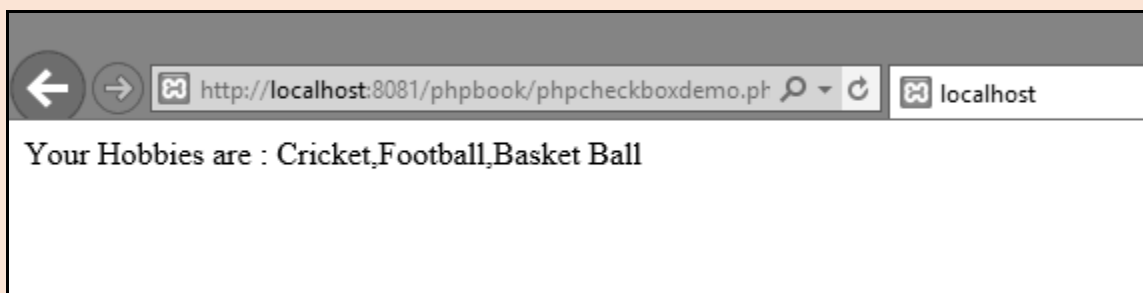 http://localhost:8081/phpbook/phpcheckboxdemo.ph
localhost
Your Hobbies are : Cricket,Football,Basket Ball